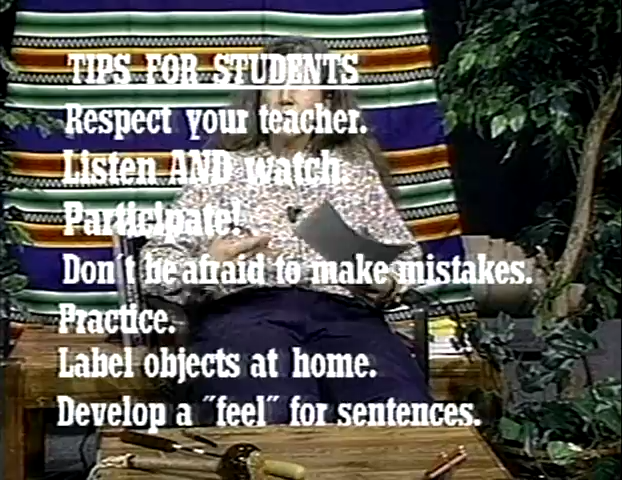 TIPS FOR STUDENTS
Respect your teacher.
Listen AND watch.
Participate!
Don't be afraid to make mistakes.
Practice.
Label objects at home.
Develop a "feel" for sentences.